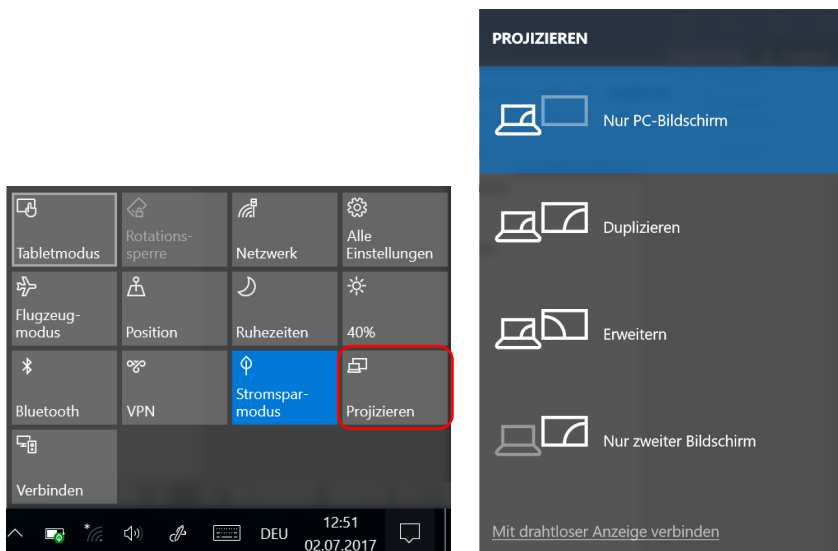 Tabletmodus
Rotations-
sperre
Netzwerk
Alle
Einstellungen
Flugzeug-
modus
Position
Ruhezeiten
40%
Bluetooth
VPN
Stromspar-
modus
Projizieren
Verbinden
DEU
12:51
02.07.2017
PROJIZIEREN
Nur PC-Bildschirm
Duplizieren
Erweitern
Nur zweiter Bildschirm
Mit drahtloser Anzeige verbinden